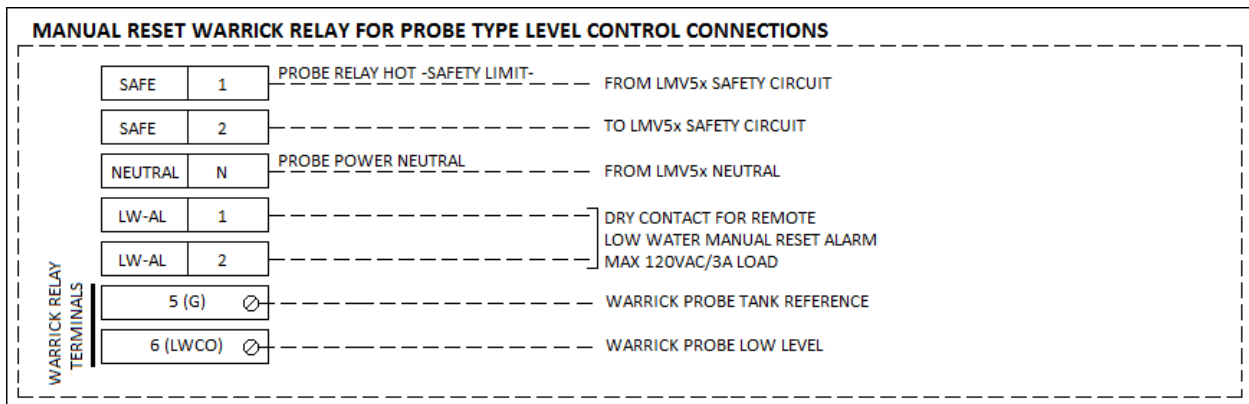 MANUAL RESET WARRICK RELAY FOR PROBE TYPE LEVEL CONTROL CONNECTIONS
SAFE 1 PROBE RELAY HOT -SAFETY LIMIT- FROM LMV5x SAFETY CIRCUIT
SAFE 2 TO LMV5x SAFETY CIRCUIT
NEUTRAL N PROBE POWER NEUTRAL FROM LMV5x NEUTRAL
LW-AL 1 DRY CONTACT FOR REMOTE
LOW WATER MANUAL RESET ALARM
LW-AL 2 MAX 120VAC/3A LOAD
WARRICK RELAY
TERMINALS
5 (G) WARRICK PROBE TANK REFERENCE
6 (LWCO) WARRICK PROBE LOW LEVEL